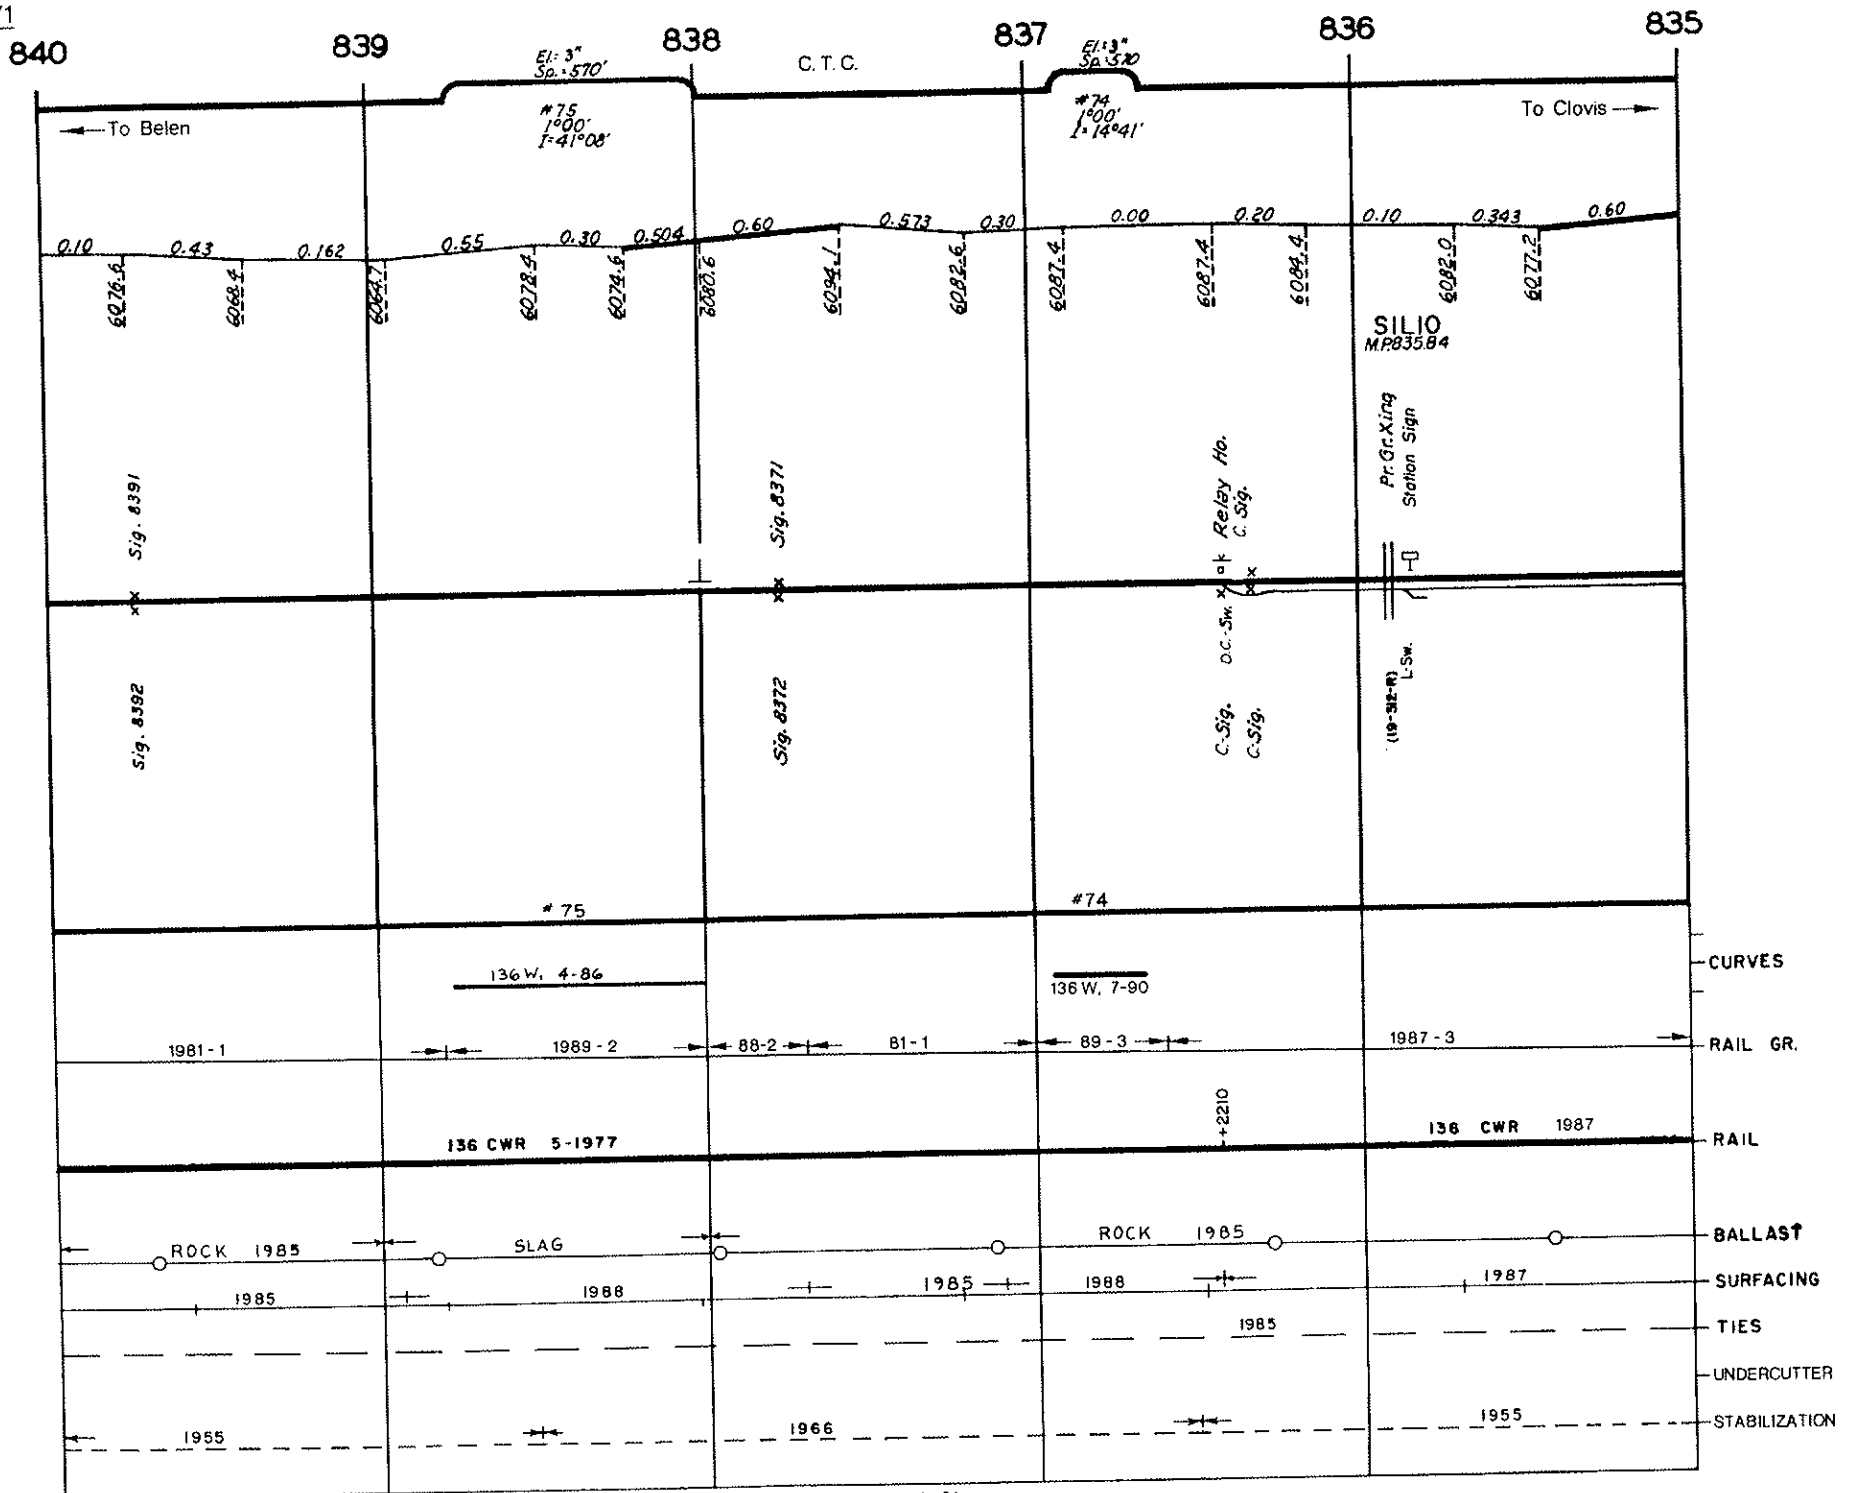 71
840
839
838
837
836
835
El: 3"
Sp.: 570'
C. T. C.
El: 3"
Sp: 570
To Belen
#75
1°00'
I=41°08'
#74
1°00'
I=14°41'
To Clovis
0.10
0.43
0.162
0.55
0.30
0.504
0.60
0.573
0.30
0.00
0.20
0.10
0.343
0.60
6076.6
6068.4
6064.7
6078.4
6074.6
6080.6
6094.1
6082.6
6087.4
6087.4
6084.4
6082.0
6077.2
SILIO
M.P.835.84
Sig. 8391
Sig. 8371
Relay Ho.
C. Sig.
Pr. Gr. Xing
Station Sign
Sig. 8392
Sig. 8372
D.C.-Sw.
C-Sig.
C-Sig.
(19-312-R)
L-Sw.
# 75
#74
136 W, 4-86
136 W, 7-90
CURVES
1981-1
1989-2
88-2
81-1
89-3
1987-3
RAIL GR.
136 CWR 5-1977
+2210
136 CWR 1987
RAIL
ROCK 1985
SLAG
ROCK 1985
BALLAST
1985
1988
1985
1988
1987
SURFACING
1985
TIES
UNDERCUTTER
1955
1966
1955
STABILIZATION